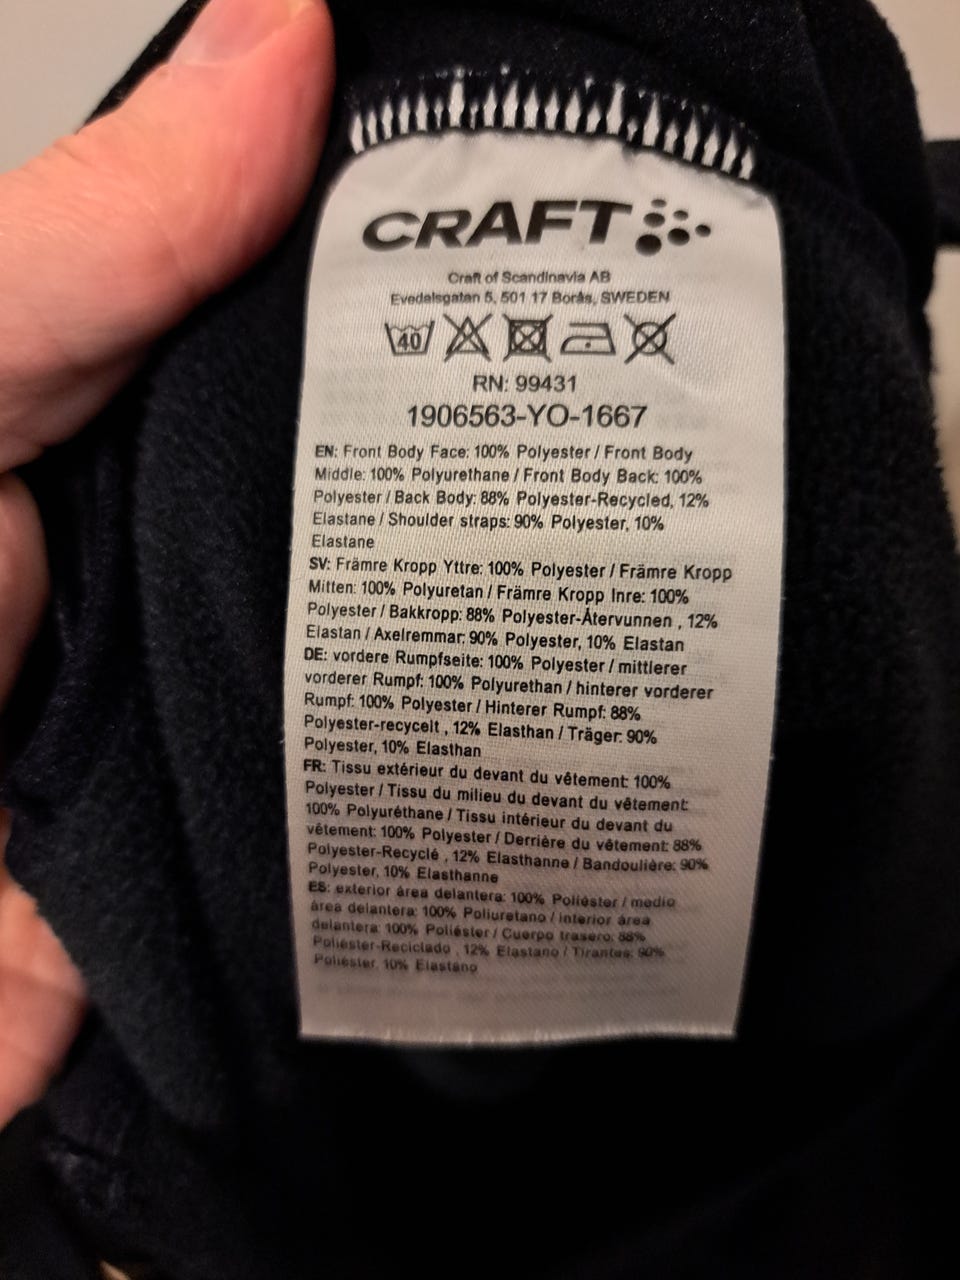 CRAFT
Craft of Scandinavia AB
Evedalsgatan 5, 501 17 Borås, SWEDEN
40
RN: 99431
1906563-YO-1667
EN: Front Body Face: 100% Polyester / Front Body
Middle: 100% Polyurethane / Front Body Back: 100%
Polyester / Back Body: 88% Polyester-Recycled, 12%
Elastane / Shoulder straps: 90% Polyester, 10%
Elastane
SV: Främre Kropp Yttre: 100% Polyester / Främre Kropp
Mitten: 100% Polyuretan / Främre Kropp Inre: 100%
Polyester / Bakkropp: 88% Polyester-Återvunnen , 12%
Elastan / Axelremmar: 90% Polyester, 10% Elastan
DE: vordere Rumpfseite: 100% Polyester / mittlerer
vorderer Rumpf: 100% Polyurethan / hinterer vorderer
Rumpf: 100% Polyester / Hinterer Rumpf: 88%
Polyester-recycelt , 12% Elasthan / Träger: 90%
Polyester, 10% Elasthan
FR: Tissu extérieur du devant du vêtement: 100%
Polyester / Tissu du milieu du devant du vêtement:
100% Polyuréthane / Tissu intérieur du devant du
vêtement: 100% Polyester / Derrière du vêtement: 88%
Polyester-Recyclé , 12% Elasthanne / Bandoulière: 90%
Polyester, 10% Elasthanne
ES: exterior área delantera: 100% Poliéster / medio
área delantera: 100% Poliuretano / interior área
delantera: 100% Poliéster / Cuerpo trasero: 88%
Poliéster-Reciclado , 12% Elastano / Tirantes: 90%
Poliéster, 10% Elastano